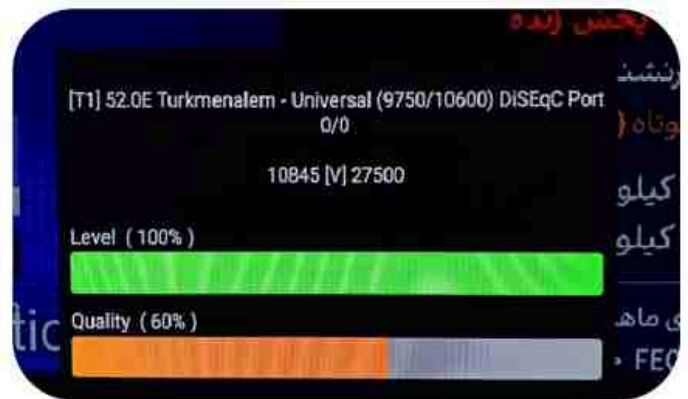 پخش زنده
[T1] 52.0E Turkmenalem - Universal (9750/10600) DiSEqC Port
0/0
10845 [V] 27500
کیلو
Level ( 100% )
کیلو
Quality ( 60% )
FEC